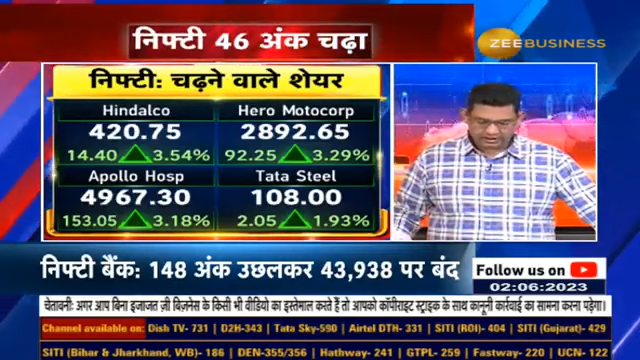 निफ्टी 46 अंक चढ़ा
ZEEBUSINESS
निफ्टी: चढ़ने वाले शेयर
Hindalco Hero Motocorp
420.75 2892.65
14.40 3.54% 92.25 3.29%
Apollo Hosp Tata Steel
4967.30 108.00
153.05 3.18% 2.05 1.93%
निफ्टी बैंक: 148 अंक उछलकर 43,938 पर बंद
Follow us on
02:06:2023
चेतावनी: अगर आप बिना इजाजत ज़ी बिज़नेस के किसी भी वीडियो का इस्तेमाल करते हैं तो आपको कॉपीराइट स्ट्राइक के साथ कानूनी कार्रवाई का सामना करना पड़ेगा।
Channel available on: Dish TV- 731 | D2H-343 | Tata Sky-590 | Airtel DTH- 331 | SITI (ROI) - 404 | SITI (Gujarat)- 429
SITI (Bihar & Jharkhand, WB)- 186 | DEN-355/356 | Hathway- 241 | GTPL- 259 | Fastway- 220 | UCN- 122